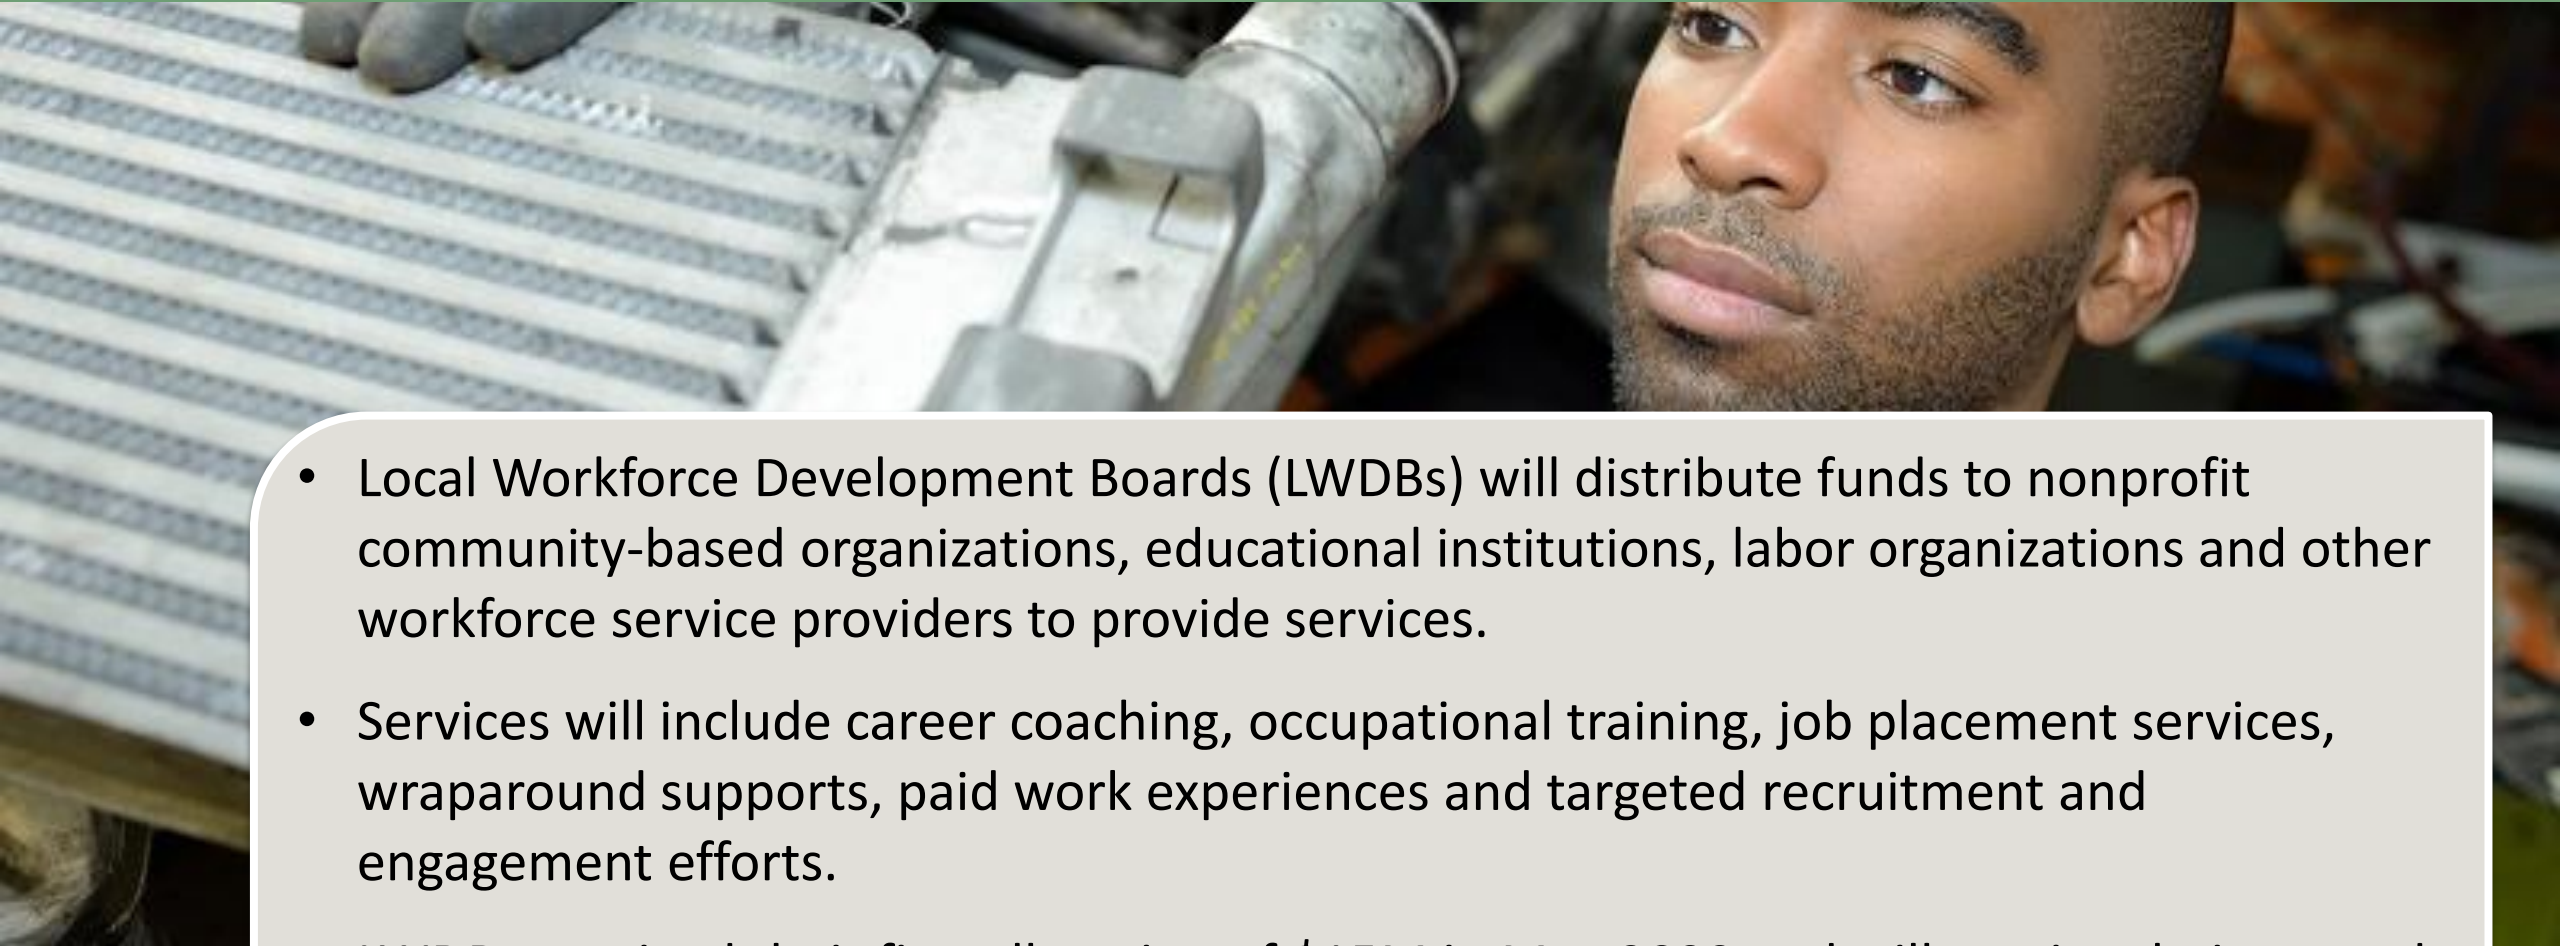 • Local Workforce Development Boards (LWDBs) will distribute funds to nonprofit
community-based organizations, educational institutions, labor organizations and other
workforce service providers to provide services.
• Services will include career coaching, occupational training, job placement services,
wraparound supports, paid work experiences and targeted recruitment and
engagement efforts.